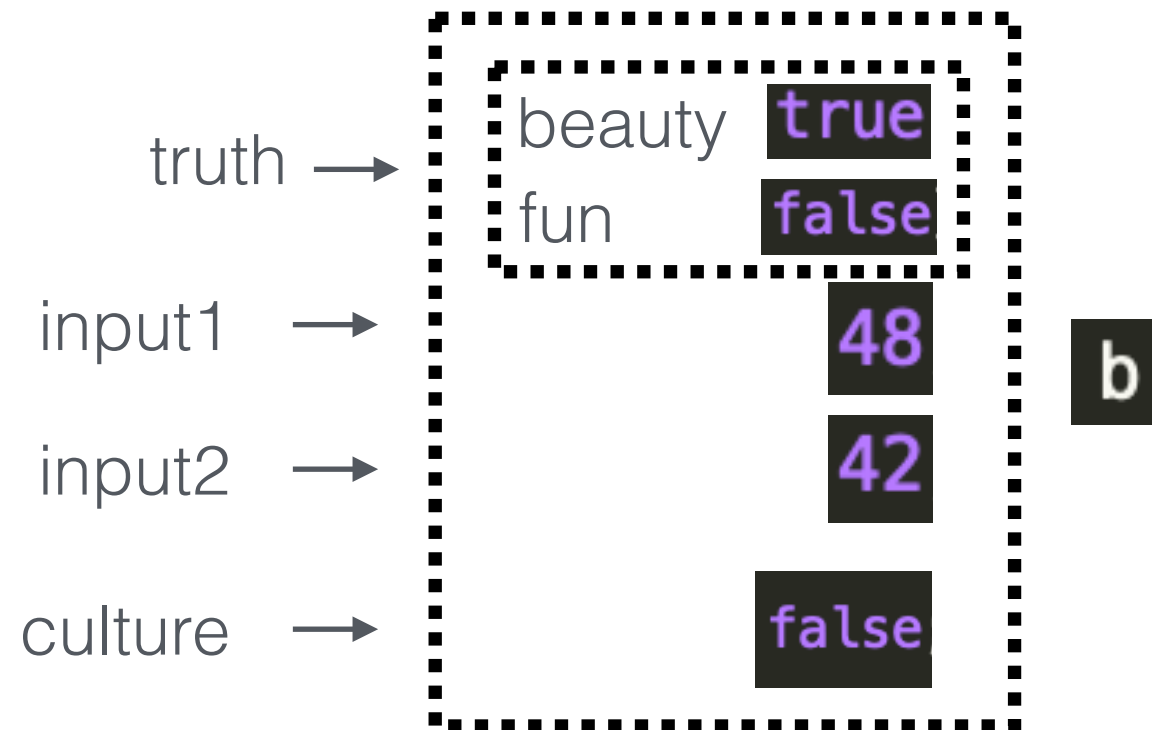 beauty true
truth
fun false
input1 48
b
input2 42
culture false